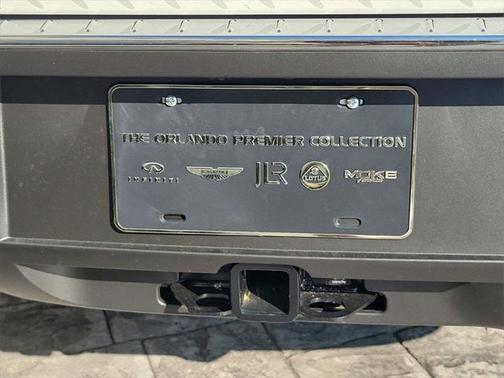 THE ORLANDO PREMIER COLLECTION
INFINITI JLR LOTUS MOKE